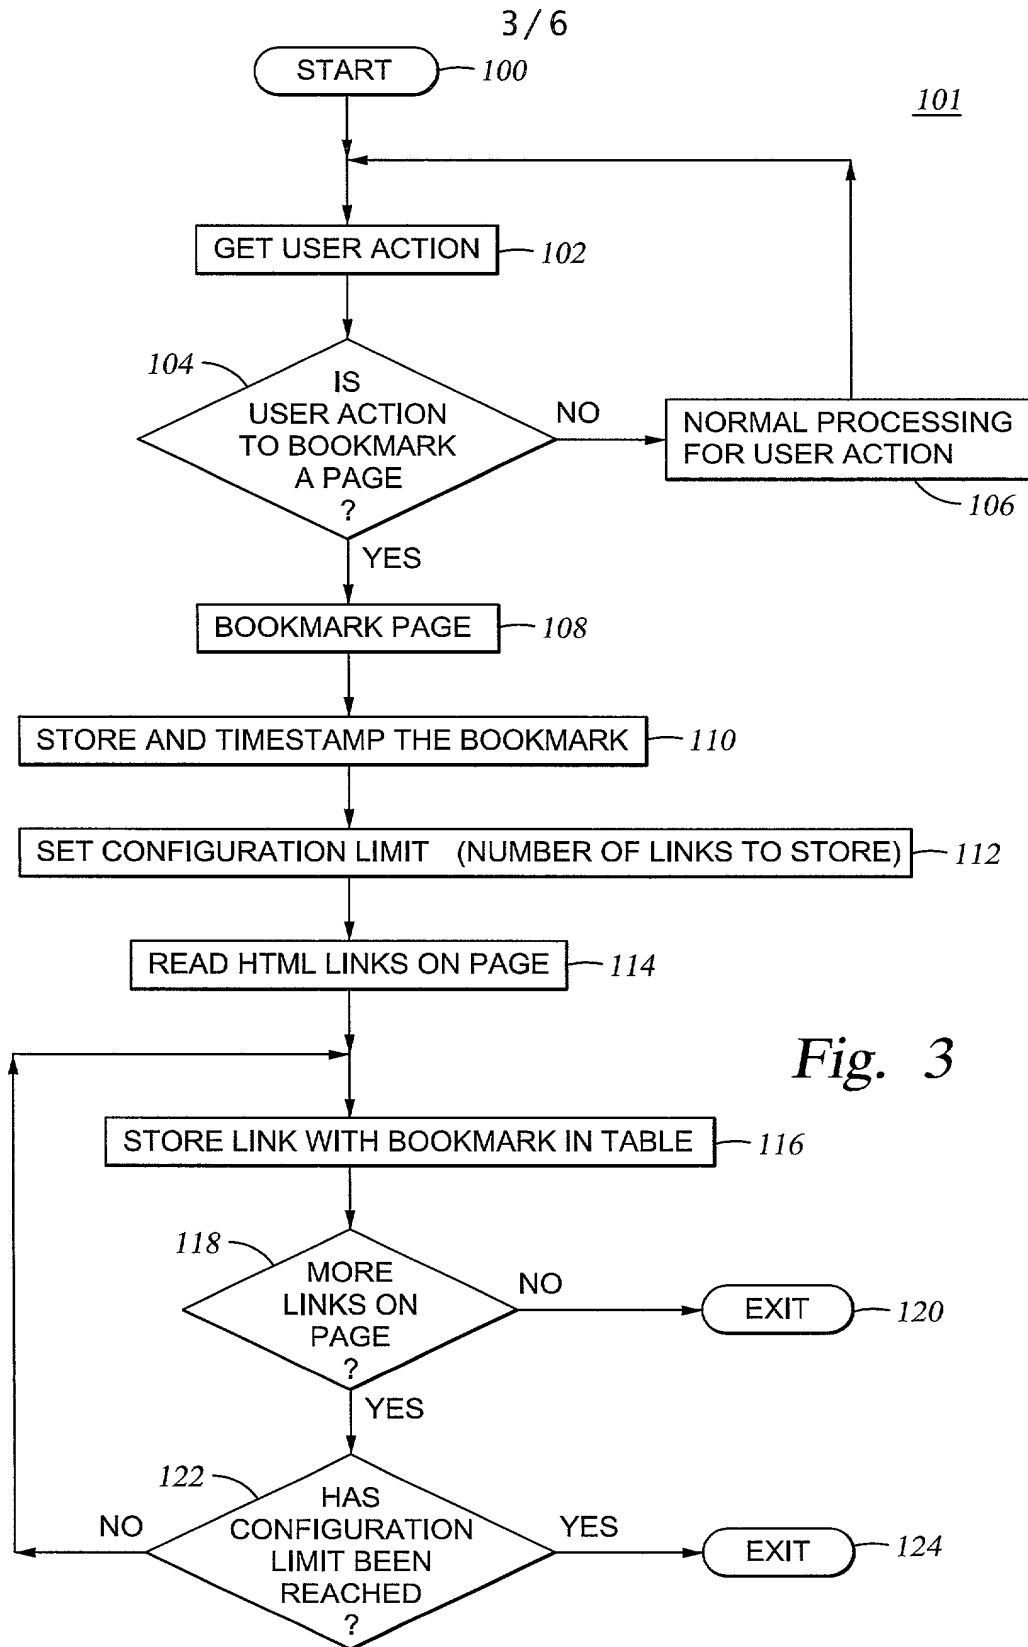 3/6
START
100
101
GET USER ACTION
102
104
IS
USER ACTION
TO BOOKMARK
A PAGE
?
NO
NORMAL PROCESSING
FOR USER ACTION
106
YES
BOOKMARK PAGE
108
STORE AND TIMESTAMP THE BOOKMARK
110
SET CONFIGURATION LIMIT (NUMBER OF LINKS TO STORE)
112
READ HTML LINKS ON PAGE
114
Fig. 3
STORE LINK WITH BOOKMARK IN TABLE
116
118
MORE
LINKS ON
PAGE
?
NO
EXIT
120
YES
122
HAS
CONFIGURATION
LIMIT BEEN
REACHED
?
NO
YES
EXIT
124